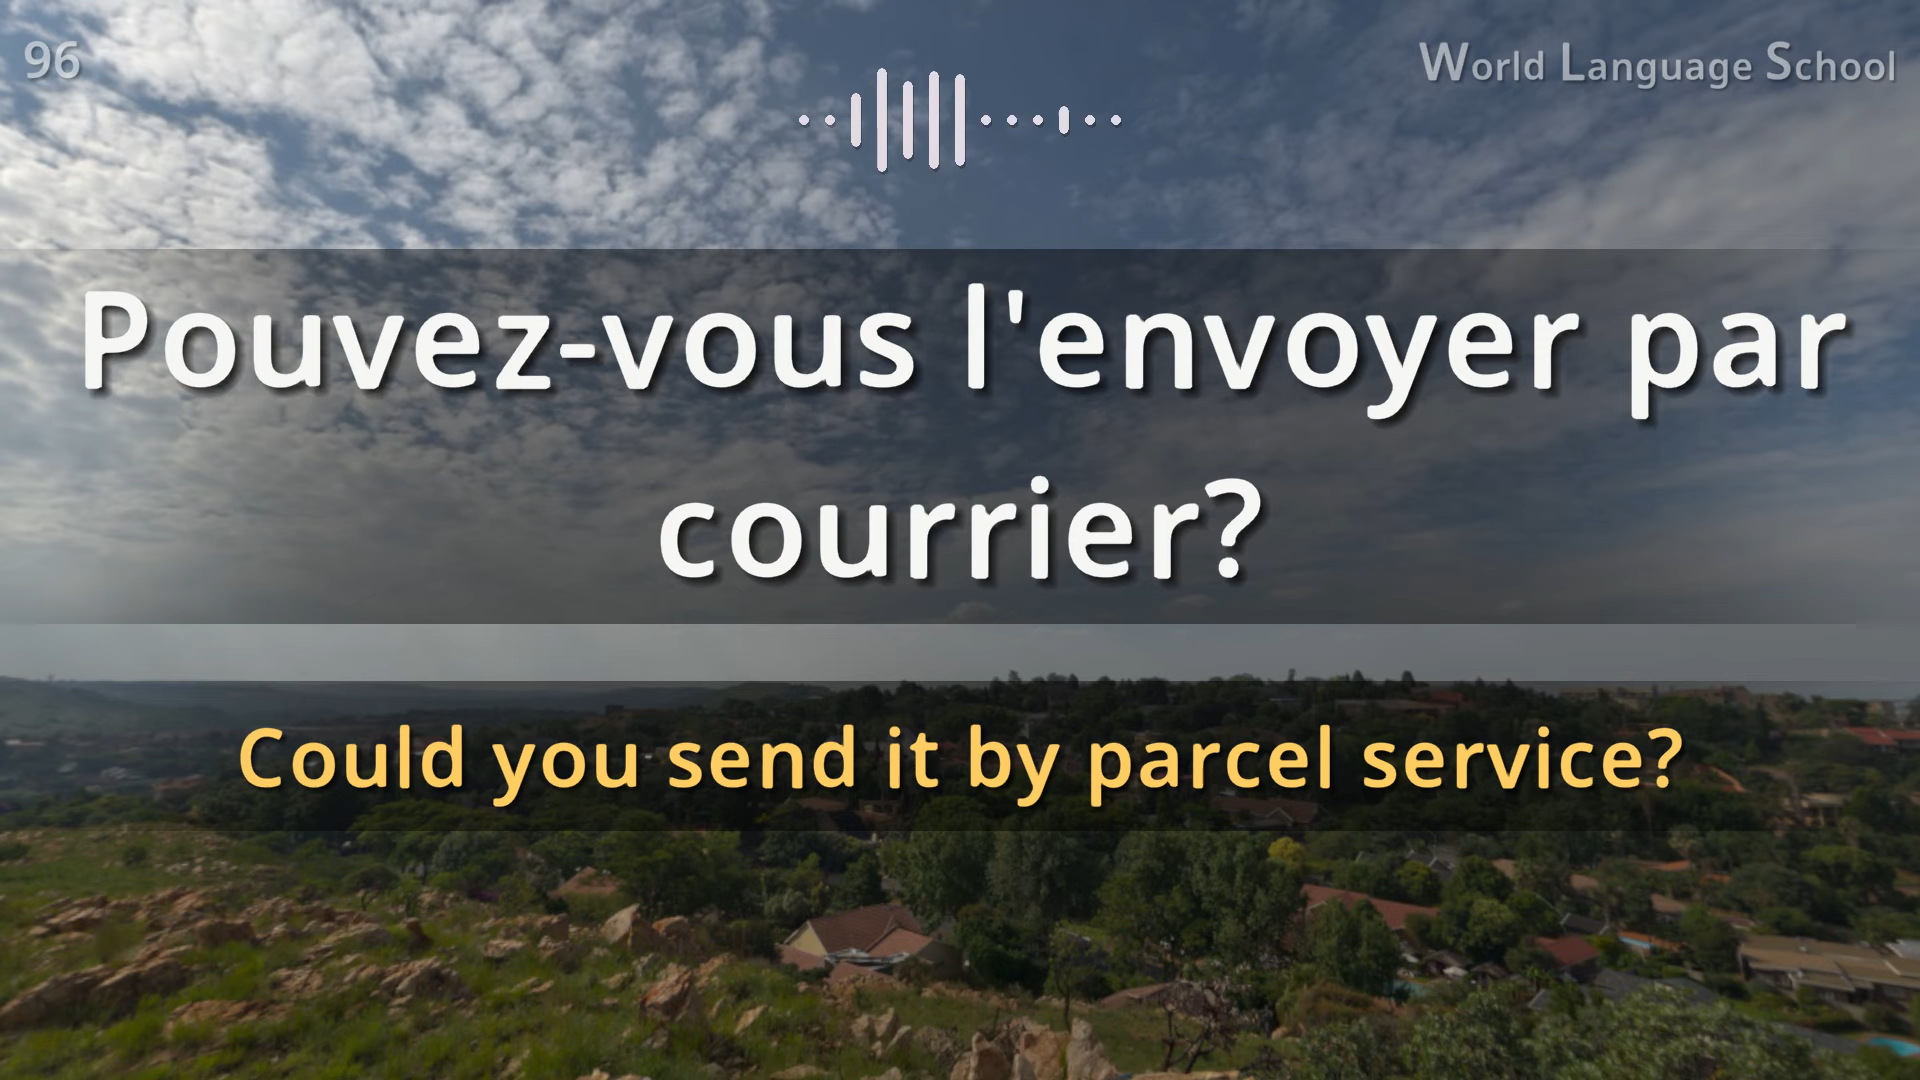 96
World Language School
Pouvez-vous l'envoyer par
courrier?
Could you send it by parcel service?